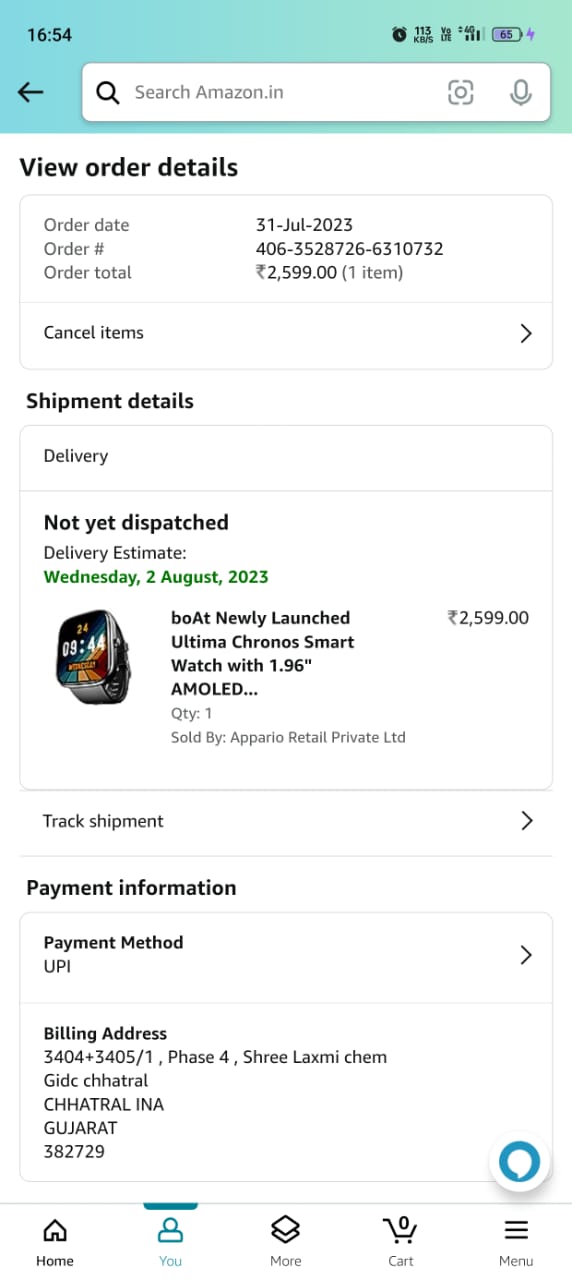 16:54
113 KB/S Vo LTE 4G 65
Search Amazon.in
View order details
Order date 31-Jul-2023
Order # 406-3528726-6310732
Order total ₹2,599.00 (1 item)
Cancel items
Shipment details
Delivery
Not yet dispatched
Delivery Estimate:
Wednesday, 2 August, 2023
24
09:44
WEDNESDAY
boAt Newly Launched ₹2,599.00
Ultima Chronos Smart
Watch with 1.96"
AMOLED...
Qty: 1
Sold By: Appario Retail Private Ltd
Track shipment
Payment information
Payment Method
UPI
Billing Address
3404+3405/1 , Phase 4 , Shree Laxmi chem
Gidc chhatral
CHHATRAL INA
GUJARAT
382729
0
Home You More Cart Menu